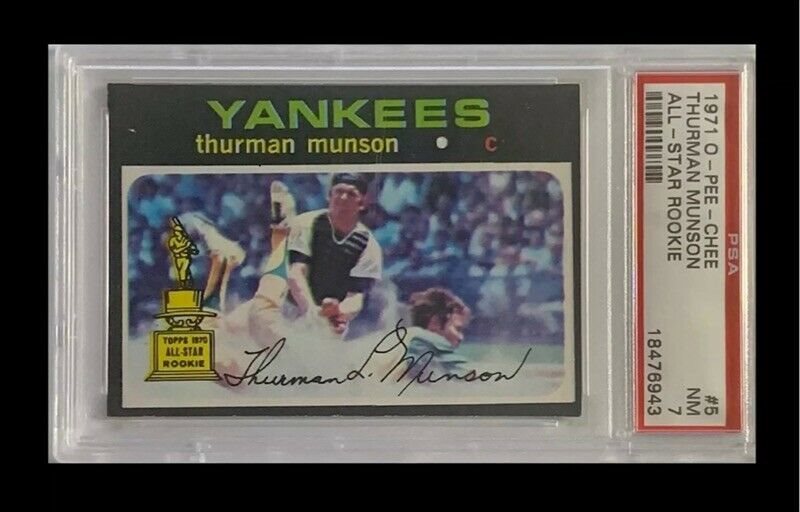 YANKEES
thurman munson • c
TOPPS 1970
ALL-STAR
ROOKIE
Thurman L. Munson
PSA
1971 O-PEE-CHEE #5
THURMAN MUNSON NM
ALL-STAR ROOKIE 7
18476943